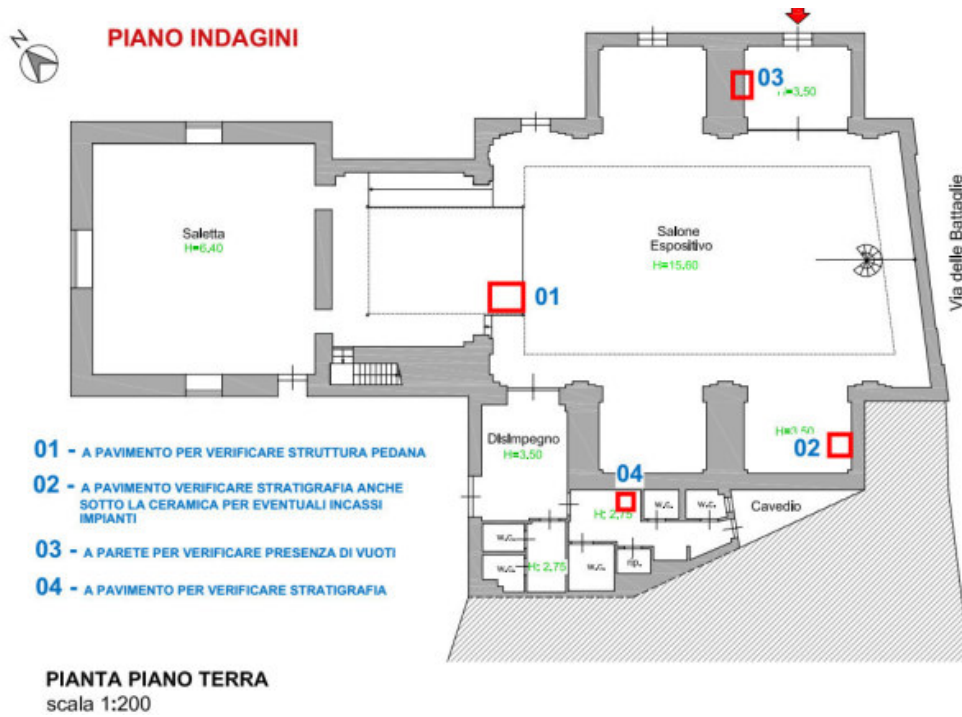 PIANO INDAGINI
N
03
H=3.50
Saletta
H=6.40
Salone
Espositivo
H=15.60
Via delle Battaglie
01
01 - A PAVIMENTO PER VERIFICARE STRUTTURA PEDANA
02 - A PAVIMENTO VERIFICARE STRATIGRAFIA ANCHE
SOTTO LA CERAMICA PER EVENTUALI INCASSI
IMPIANTI
03 - A PARETE PER VERIFICARE PRESENZA DI VUOTI
04 - A PAVIMENTO PER VERIFICARE STRATIGRAFIA
Disimpegno
H=3.50
H=3.50
02
04
H: 2,75
w.c.
w.c.
Cavedio
w.c.
w.c.
H: 2,75
w.c.
rip.
PIANTA PIANO TERRA
scala 1:200